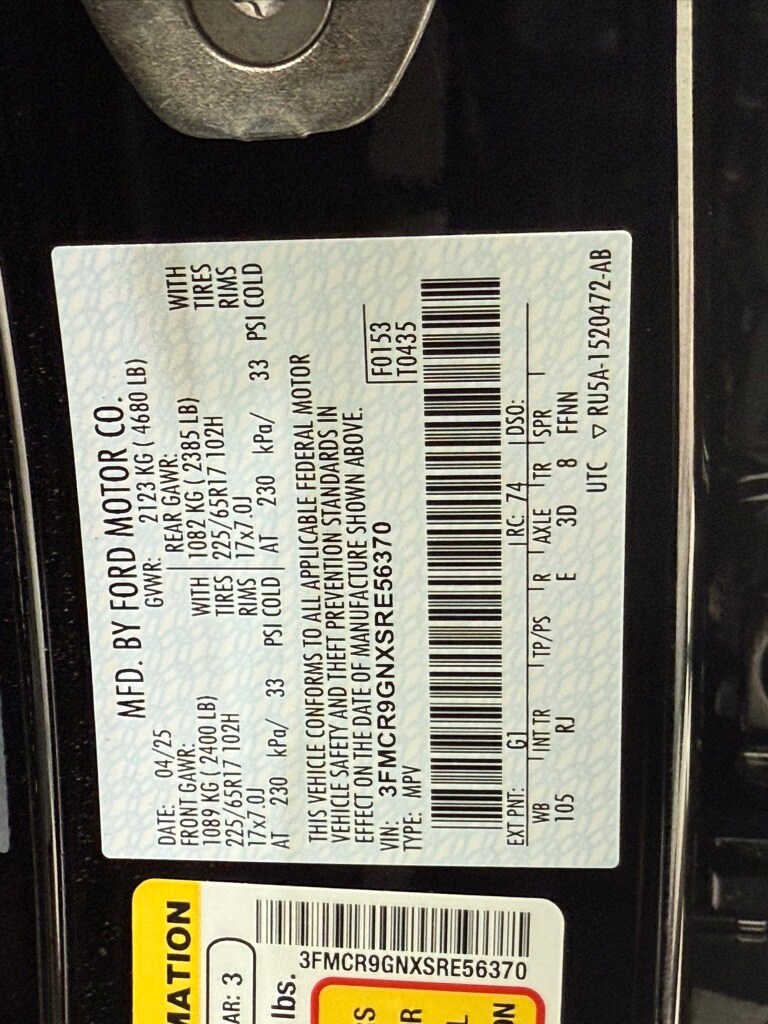 MFD. BY FORD MOTOR CO.
DATE: 04/25 GVWR: 2123 KG ( 4680 LB)
FRONT GAWR: REAR GAWR:
1089 KG ( 2400 LB) WITH 1082 KG ( 2385 LB) WITH
225/65R17 102H TIRES 225/65R17 102H TIRES
17x7.0J RIMS 17x7.0J RIMS
AT 230 kPa/ 33 PSI COLD AT 230 kPa/ 33 PSI COLD
THIS VEHICLE CONFORMS TO ALL APPLICABLE FEDERAL MOTOR
VEHICLE SAFETY AND THEFT PREVENTION STANDARDS IN
EFFECT ON THE DATE OF MANUFACTURE SHOWN ABOVE.
VIN: 3FMCR9GNXSRE56370 F0153
TYPE: MPV T0435
EXT PNT: G1 RC: 74 DSO:
WB INT TR TP/PS R AXLE TR SPR
105 RJ E 3D 8 FFNN
UTC ▽ RU5A-1520472-AB
MATION
AR: 3
3FMCR9GNXSRE56370
lbs.